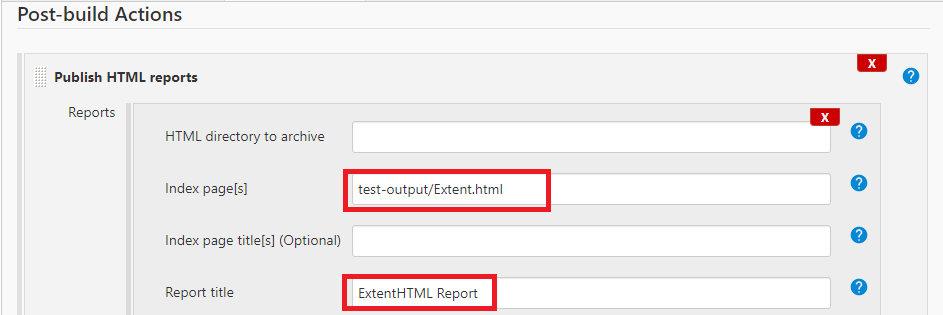 Post-build Actions
X
Publish HTML reports
?
Reports
X
HTML directory to archive
?
Index page[s]
test-output/Extent.html
?
Index page title[s] (Optional)
?
Report title
ExtentHTML Report
?